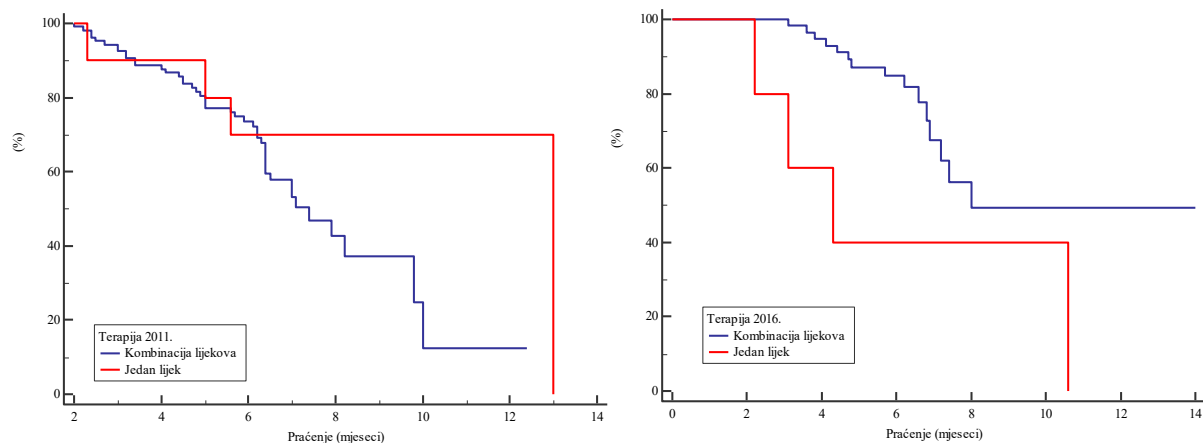 100
80
60
40
20
0
(%)
Terapija 2011.
Kombinacija lijekova
Jedan lijek
2 4 6 8 10 12 14
Praćenje (mjeseci)
100
80
60
40
20
0
(%)
Terapija 2016.
Kombinacija lijekova
Jedan lijek
0 2 4 6 8 10 12 14
Praćenje (mjeseci)